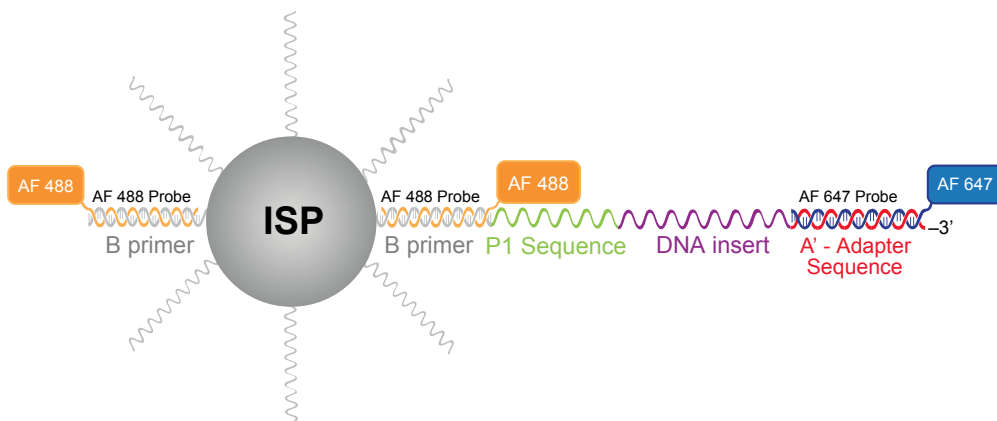 AF 488
AF 488 Probe
B primer
ISP
AF 488 Probe
B primer
AF 488
P1 Sequence
DNA insert
AF 647 Probe
A’ - Adapter
Sequence
AF 647
–3’